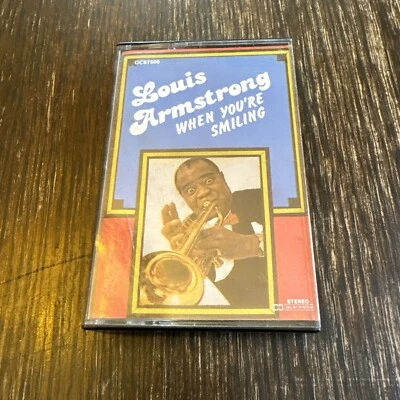 Louis
Armstrong
WHEN YOU'RE
SMILING
STEREO